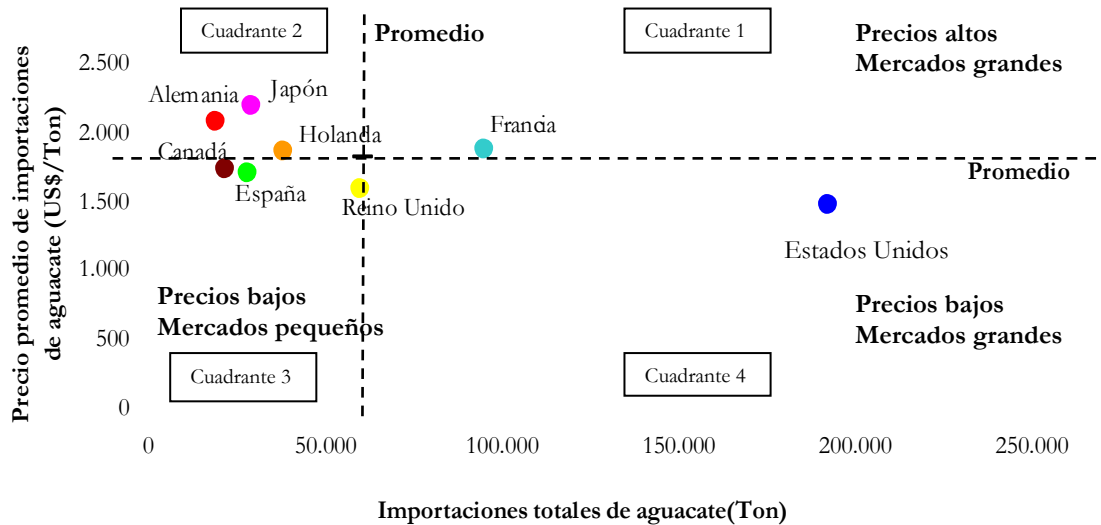 Cuadrante 2
Promedio
Cuadrante 1
Precios altos
Mercados grandes
Precio promedio de importaciones
de aguacate (US$/Ton)
2.500
2.000
1.500
1.000
500
0
Alemania
Japón
Holanda
Francia
Canadá
España
Reino Unido
Promedio
Estados Unidos
Precios bajos
Mercados pequeños
Precios bajos
Mercados grandes
Cuadrante 3
Cuadrante 4
0
50.000
100.000
150.000
200.000
250.000
Importaciones totales de aguacate(Ton)